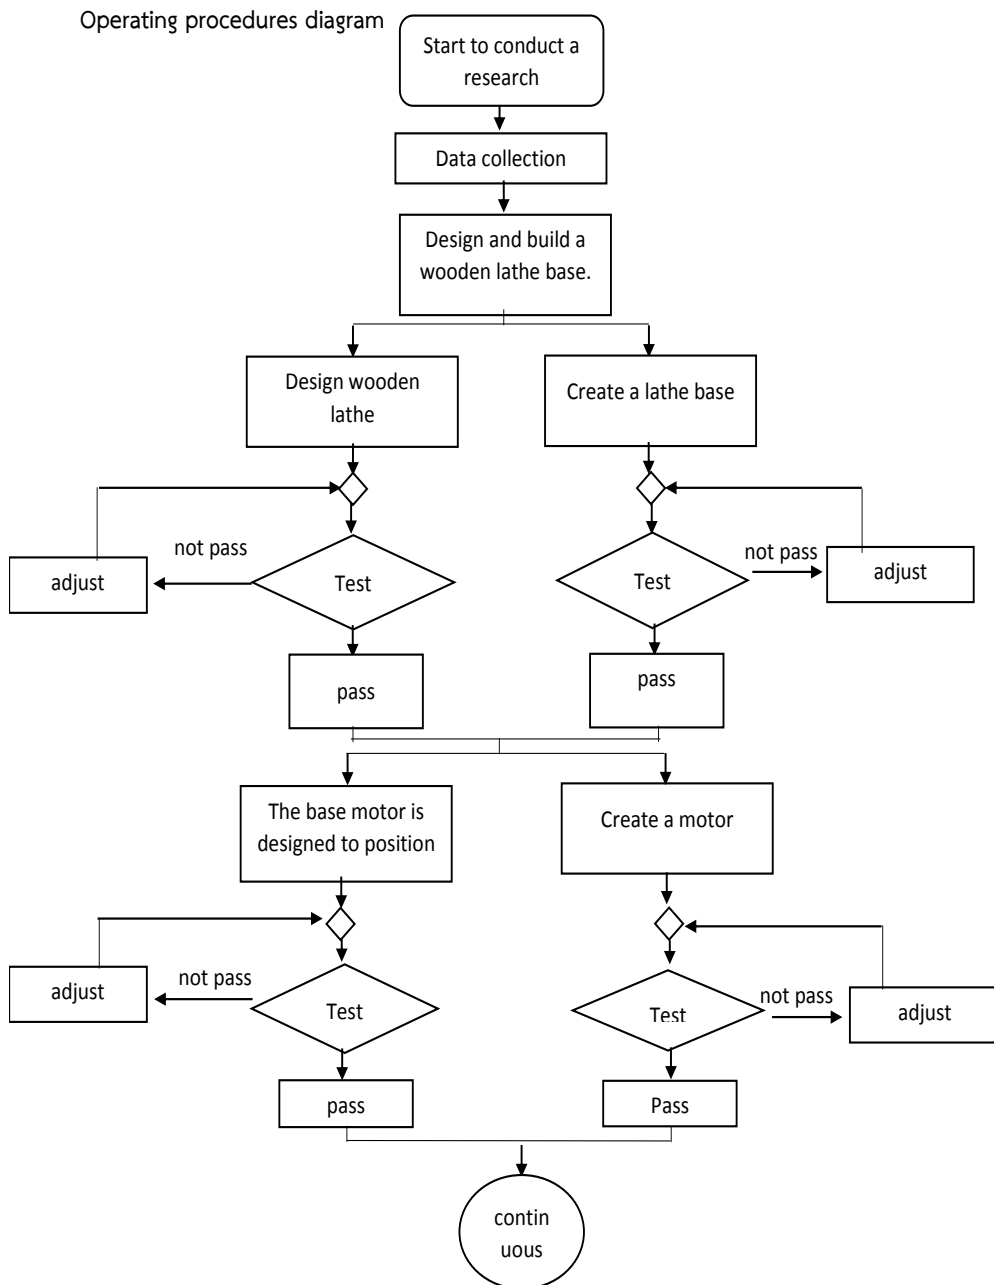 Operating procedures diagram
Start to conduct a
research
Data collection
Design and build a
wooden lathe base.
Design wooden
lathe
Create a lathe base
not pass
adjust
Test
Test
not pass
adjust
pass
pass
The base motor is
designed to position
Create a motor
not pass
adjust
Test
Test
not pass
adjust
pass
Pass
contin
uous